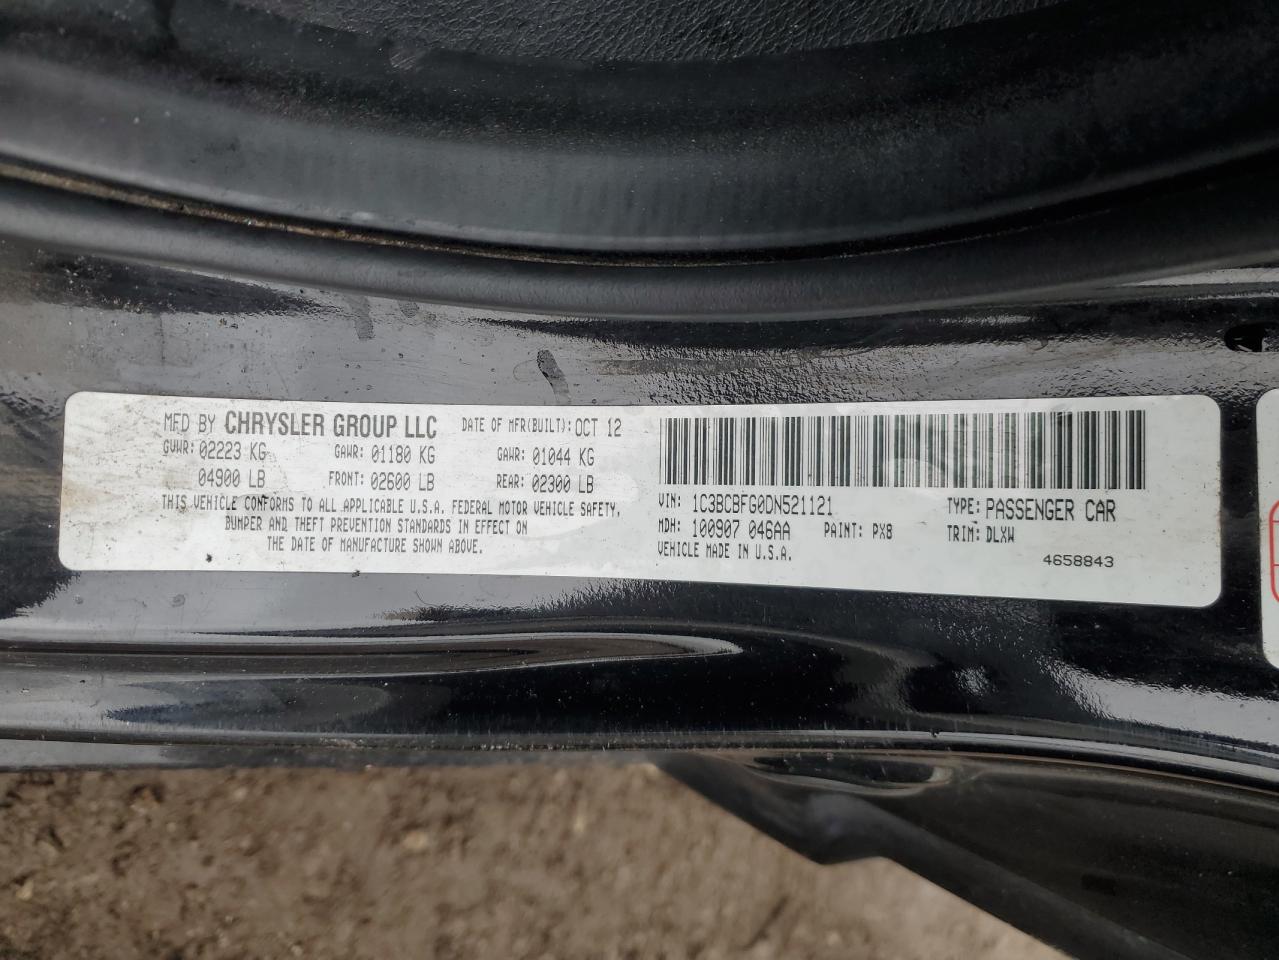 MFD BY CHRYSLER GROUP LLC DATE OF MFR(BUILT): OCT 12
GVWR: 02223 KG GAWR: 01180 KG GAWR: 01044 KG
04900 LB FRONT: 02600 LB REAR: 02300 LB
THIS VEHICLE CONFORMS TO ALL APPLICABLE U.S.A. FEDERAL MOTOR VEHICLE SAFETY,
BUMPER AND THEFT PREVENTION STANDARDS IN EFFECT ON
THE DATE OF MANUFACTURE SHOWN ABOVE.
VIN: 1C3BCBFG0DN521121 TYPE: PASSENGER CAR
MDH: 100907 046AA PAINT: PX8 TRIM: DLXW
VEHICLE MADE IN U.S.A. 4658843